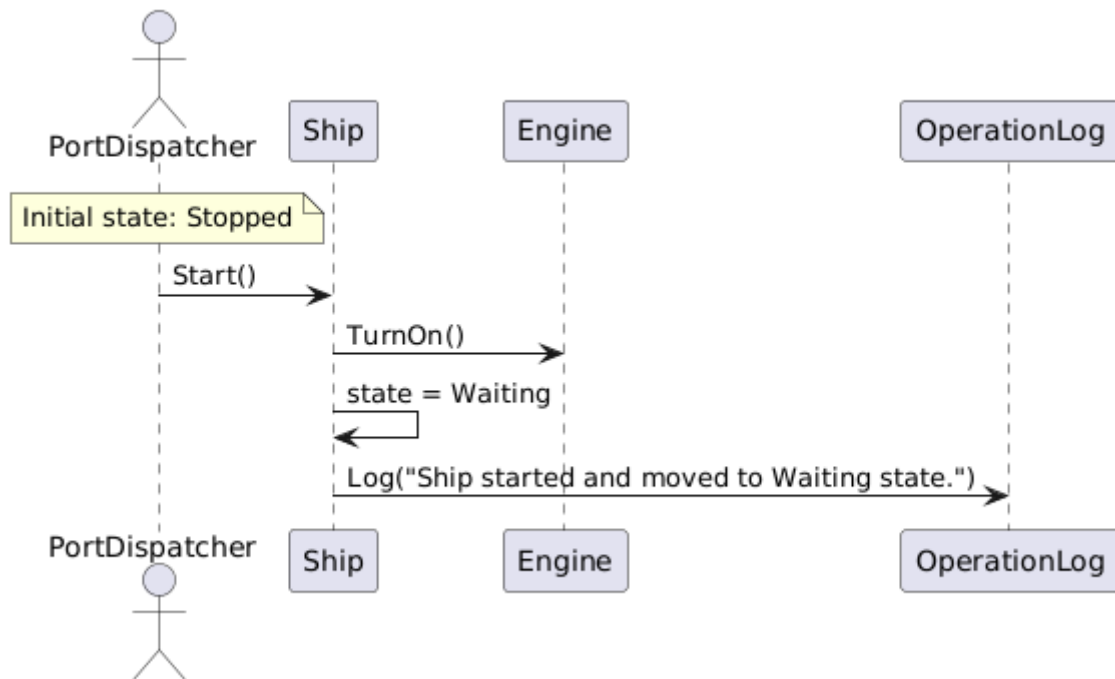 PortDispatcher
Ship
Engine
OperationLog
Initial state: Stopped
Start()
TurnOn()
state = Waiting
Log("Ship started and moved to Waiting state.")
PortDispatcher
Ship
Engine
OperationLog